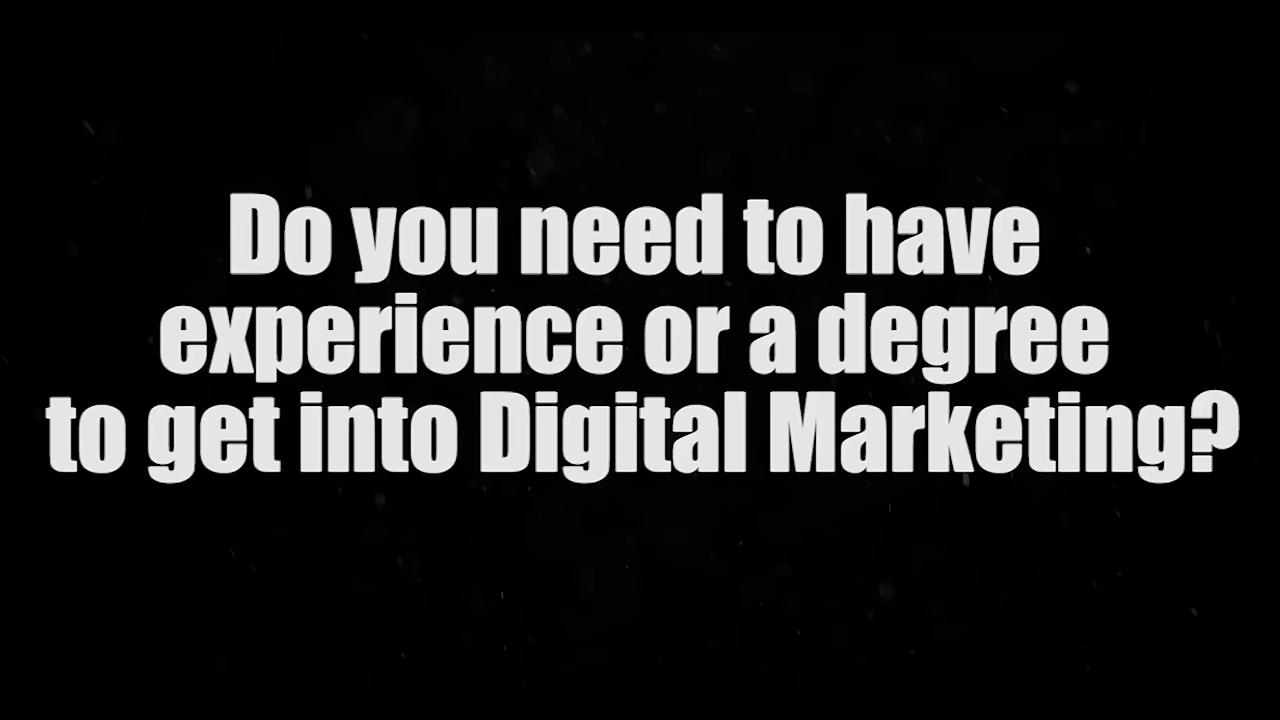 Do you need to have
experience or a degree
to get into Digital Marketing?